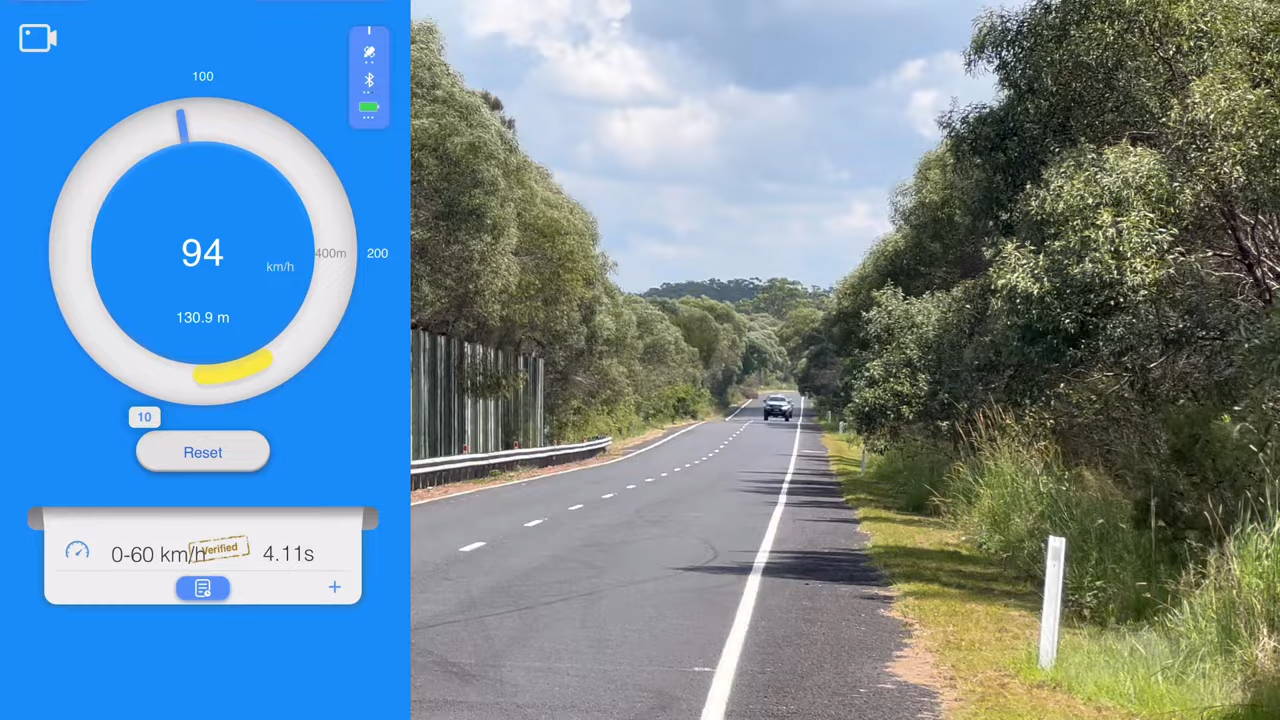 100
94
km/h
400m
200
130.9 m
10
Reset
0-60 km/h
Verified
4.11s
+